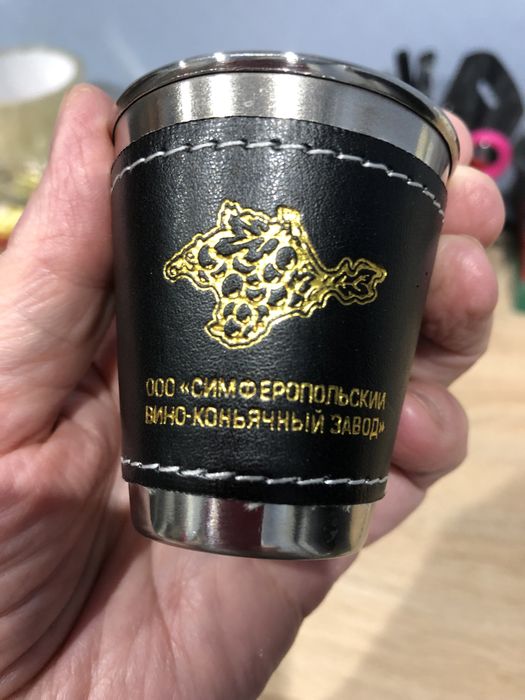 ООО «СИМФЕРОПОЛЬСКИЙ
ВИНО-КОНЬЯЧНЫЙ ЗАВОД»